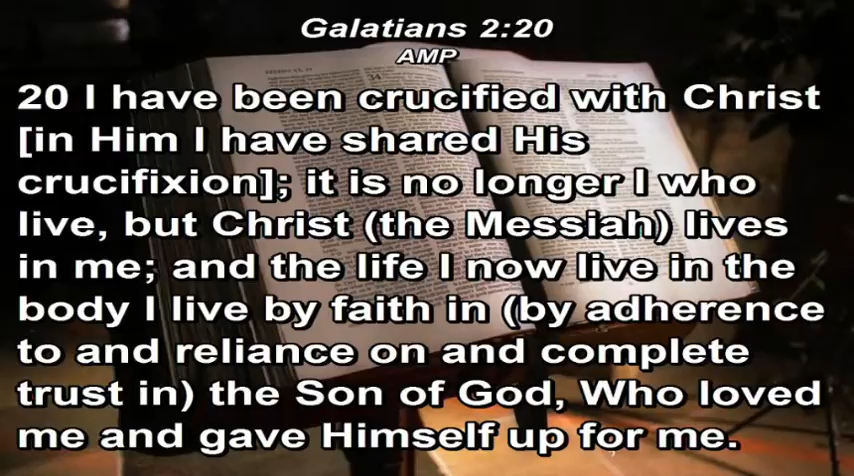 Galatians 2:20
AMP
20 I have been crucified with Christ
[in Him I have shared His
crucifixion]; it is no longer I who
live, but Christ (the Messiah) lives
in me; and the life I now live in the
body I live by faith in (by adherence
to and reliance on and complete
trust in) the Son of God, Who loved
me and gave Himself up for me.